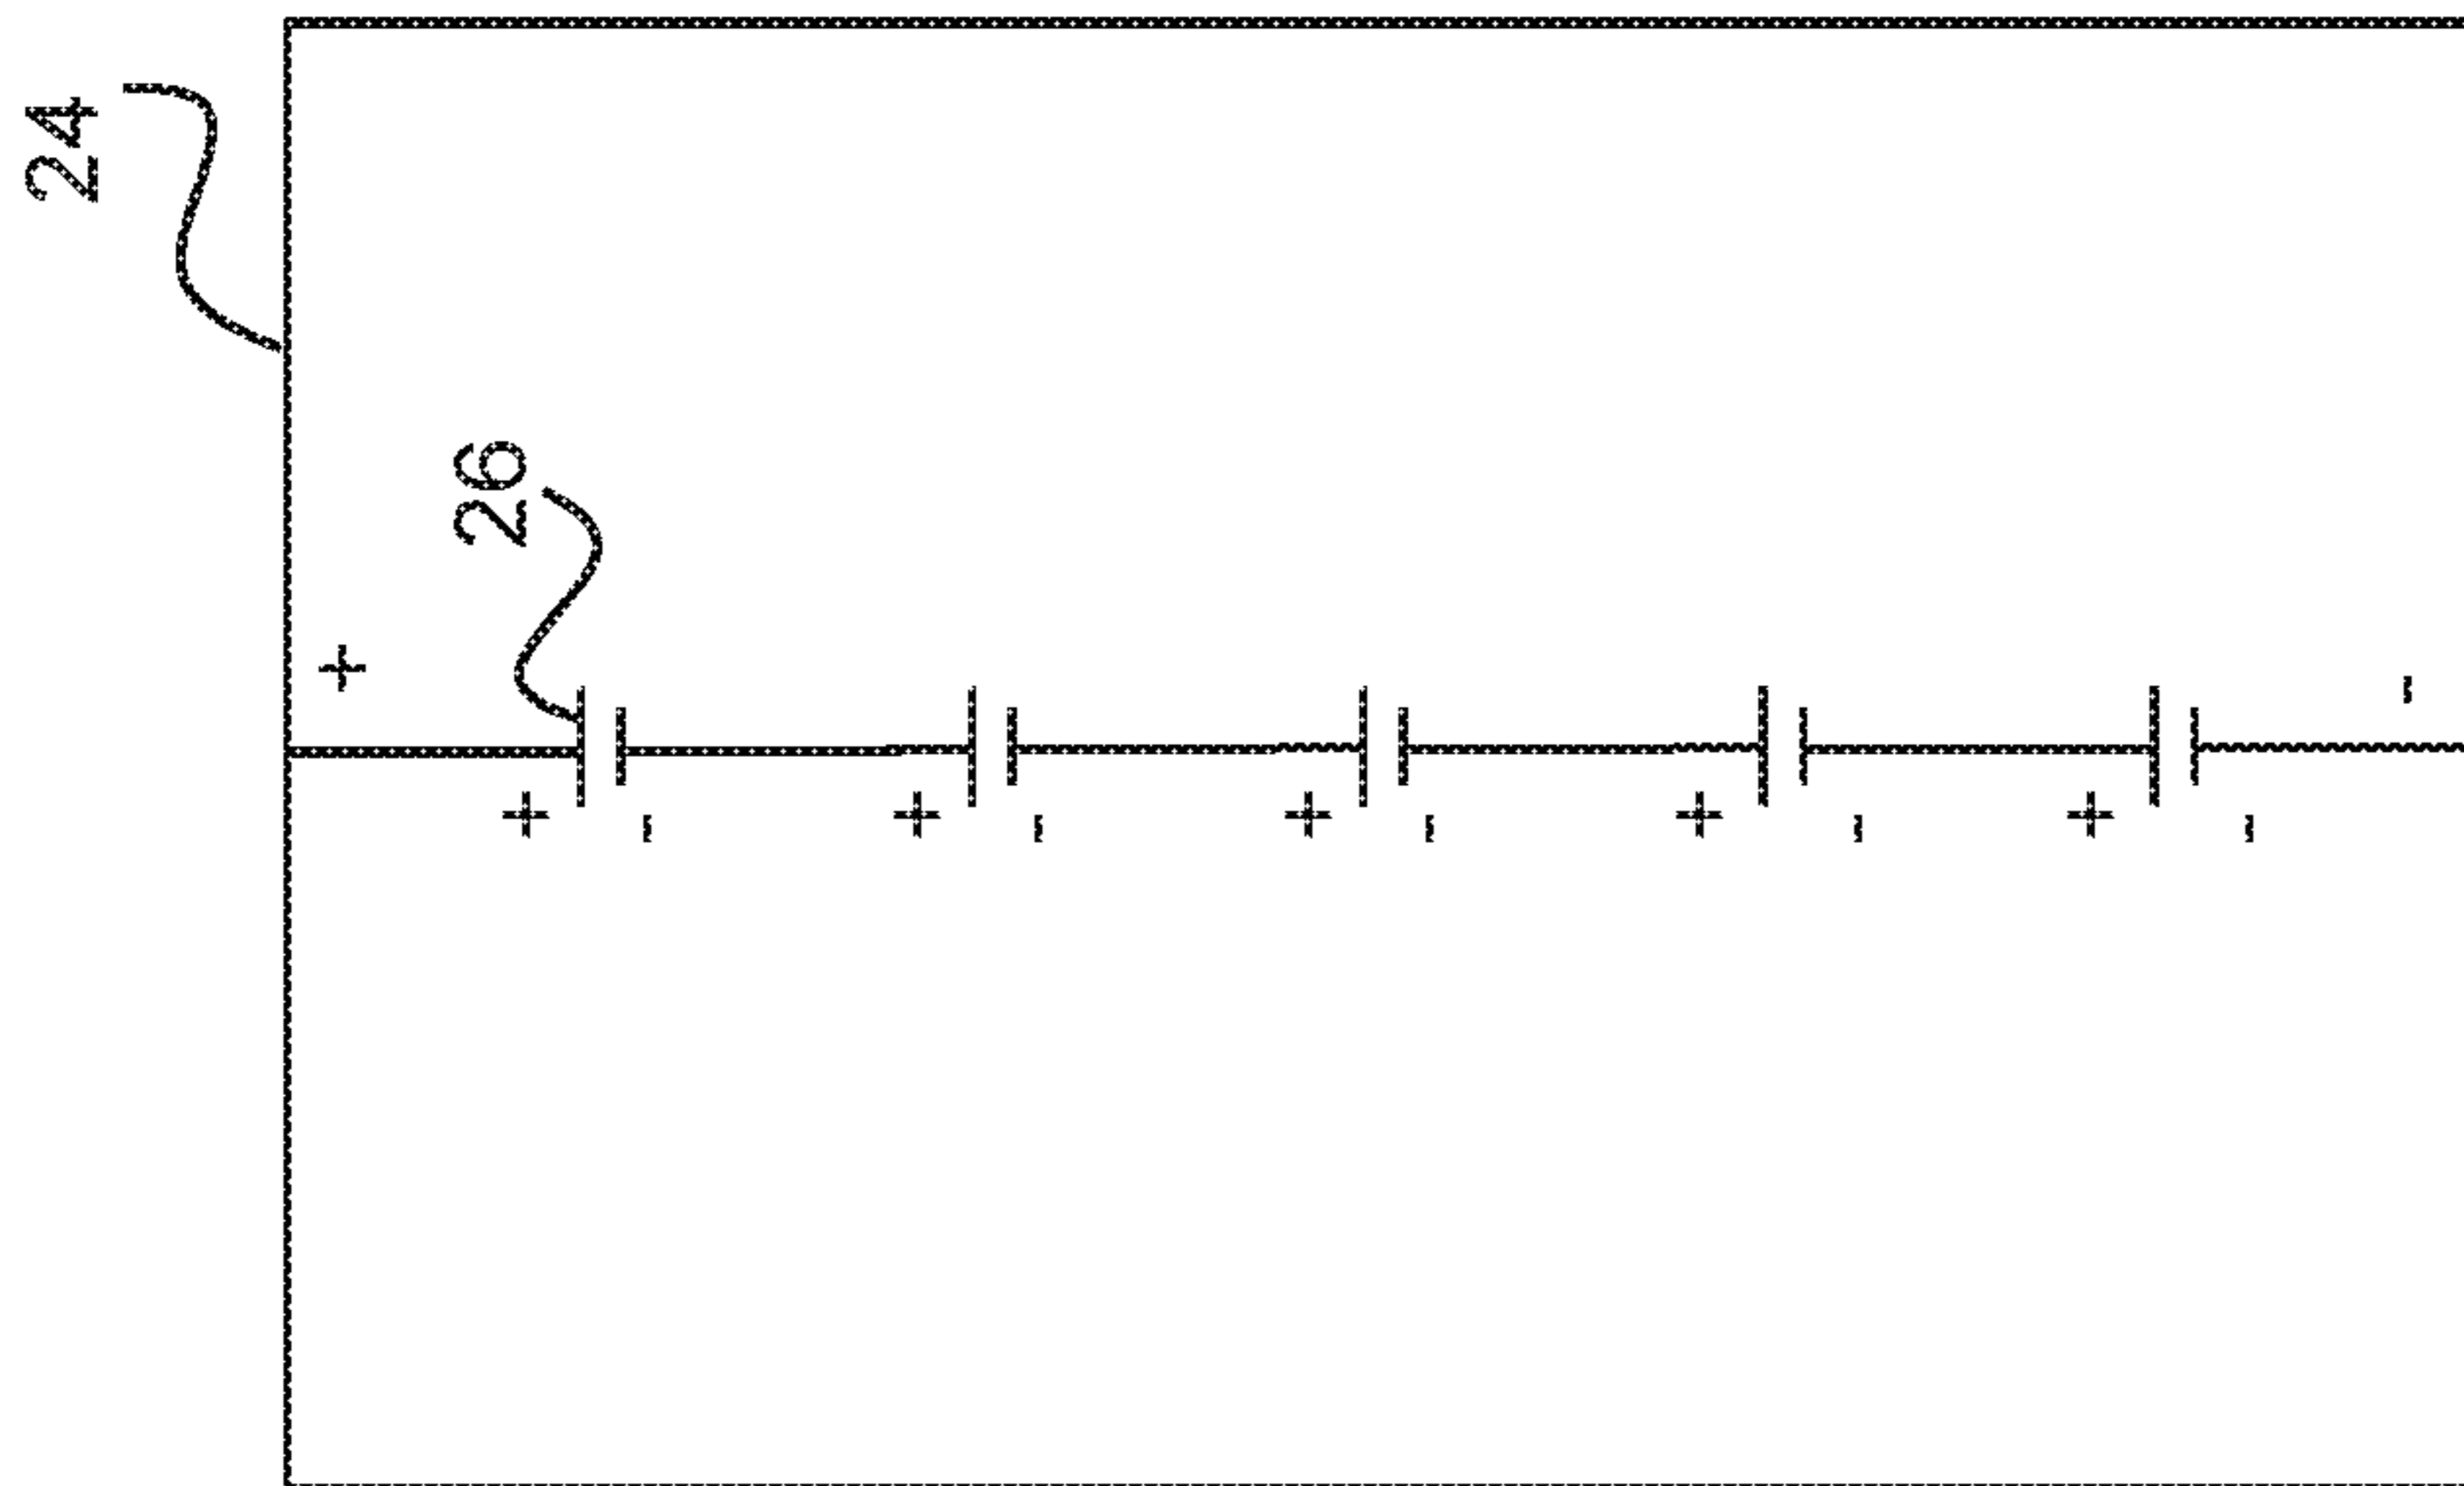 24
26
+ -
+ - + - + - + - + -